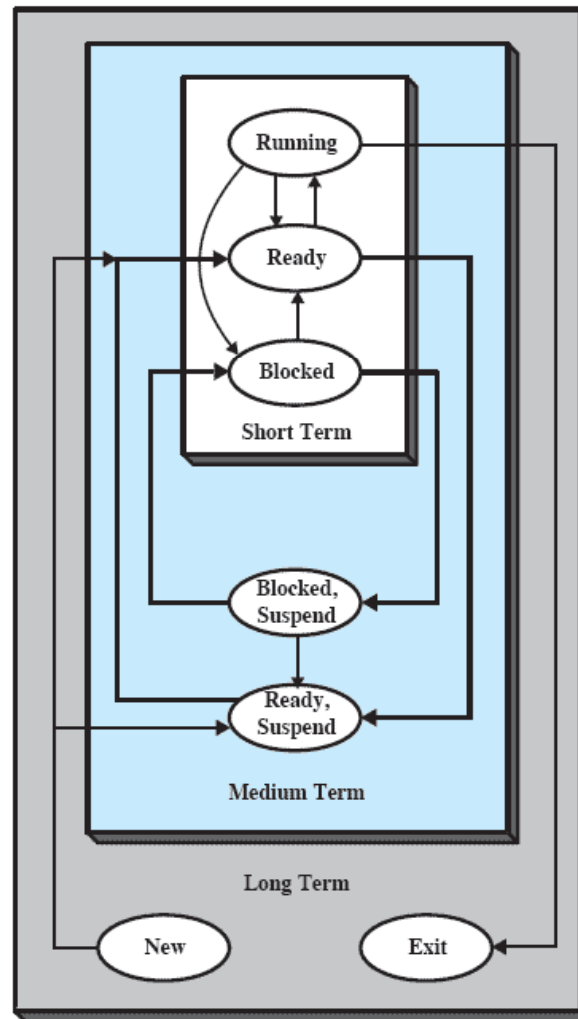 Running
Ready
Blocked
Short Term
Blocked,
Suspend
Ready,
Suspend
Medium Term
Long Term
New
Exit